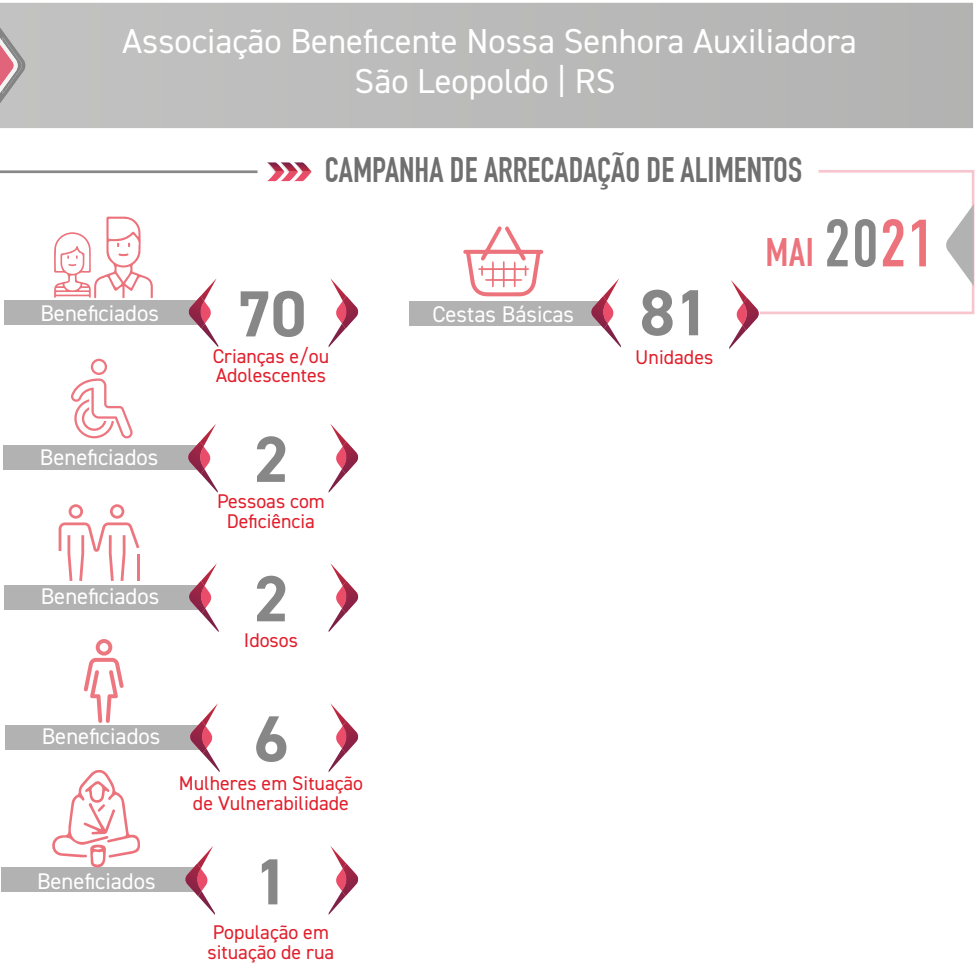 Associação Beneficente Nossa Senhora Auxiliadora
São Leopoldo | RS
CAMPANHA DE ARRECADAÇÃO DE ALIMENTOS
MAI 2021
Beneficiados
70
Crianças e/ou
Adolescentes
Cestas Básicas
81
Unidades
Beneficiados
2
Pessoas com
Deficiência
Beneficiados
2
Idosos
Beneficiados
6
Mulheres em Situação
de Vulnerabilidade
Beneficiados
1
População em
situação de rua